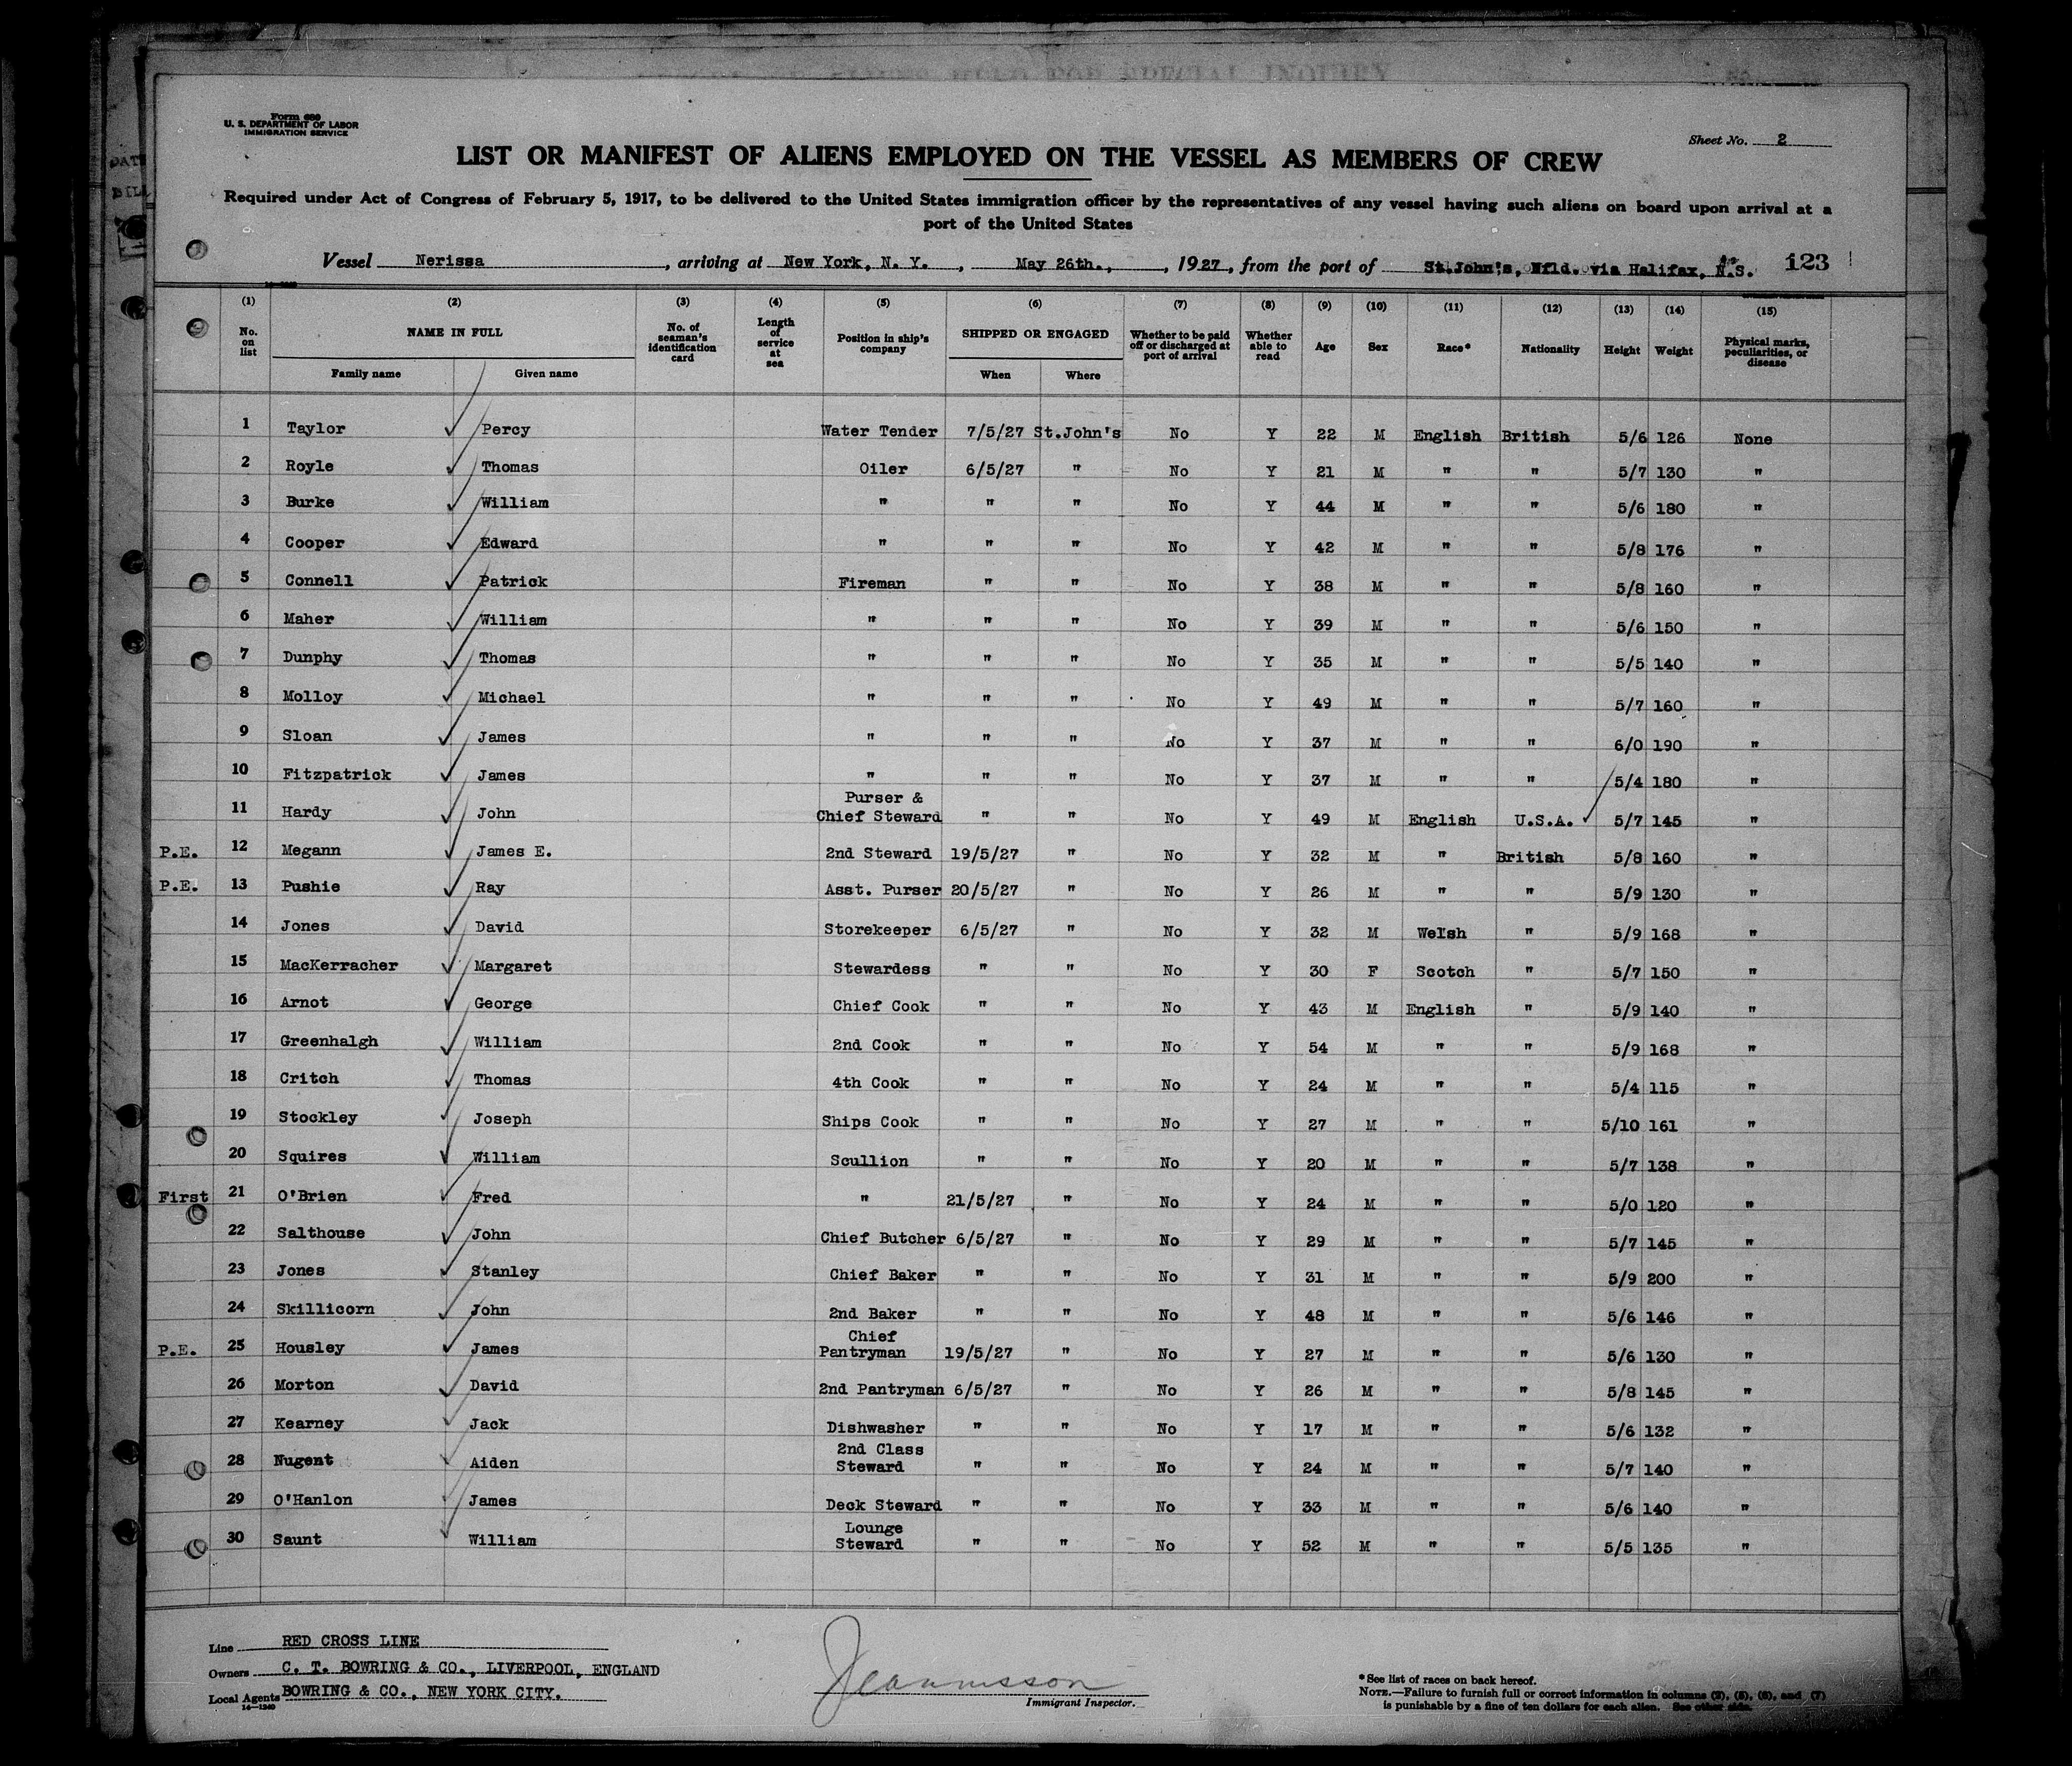 Form 689
U. S. DEPARTMENT OF LABOR
IMMIGRATION SERVICE
Sheet No. 2
LIST OR MANIFEST OF ALIENS EMPLOYED ON THE VESSEL AS MEMBERS OF CREW
Required under Act of Congress of February 5, 1917, to be delivered to the United States immigration officer by the representatives of any vessel having such aliens on board upon arrival at a
port of the United States
Vessel Nerissa, arriving at New York, N. Y., May 26th., 1927, from the port of St.John's, Nfld. via Halifax, N.S. 123
(1) (2) (3) (4) (5) (6) (7) (8) (9) (10) (11) (12) (13) (14) (15)
No. on list NAME IN FULL No. of seaman's identification card Length of service at sea Position in ship's company SHIPPED OR ENGAGED Whether to be paid off or discharged at port of arrival Whether able to read Age Sex Race* Nationality Height Weight Physical marks, peculiarities, or disease
Family name Given name When Where
1 Taylor Percy Water Tender 7/5/27 St.John's No Y 22 M English British 5/6 126 None
2 Royle Thomas Oiler 6/5/27 " No Y 21 M " " 5/7 130 "
3 Burke William " " " No Y 44 M " " 5/6 180 "
4 Cooper Edward " " " No Y 42 M " " 5/8 176 "
5 Connell Patrick Fireman " " No Y 38 M " " 5/8 160 "
6 Maher William " " " No Y 39 M " " 5/6 150 "
7 Dunphy Thomas " " " No Y 35 M " " 5/5 140 "
8 Molloy Michael " " " No Y 49 M " " 5/7 160 "
9 Sloan James " " " No Y 37 M " " 6/0 190 "
10 Fitzpatrick James " " " No Y 37 M " " 5/4 180 "
11 Hardy John Purser & Chief Steward " " No Y 49 M English U.S.A. 5/7 145 "
P.E. 12 Megann James E. 2nd Steward 19/5/27 " No Y 32 M " British 5/8 160 "
P.E. 13 Pushie Ray Asst. Purser 20/5/27 " No Y 26 M " " 5/9 130 "
14 Jones David Storekeeper 6/5/27 " No Y 32 M Welsh " 5/9 168 "
15 MacKerracher Margaret Stewardess " " No Y 30 F Scotch " 5/7 150 "
16 Arnot George Chief Cook " " No Y 43 M English " 5/9 140 "
17 Greenhalgh William 2nd Cook " " No Y 54 M " " 5/9 168 "
18 Critch Thomas 4th Cook " " No Y 24 M " " 5/4 115 "
19 Stockley Joseph Ships Cook " " No Y 27 M " " 5/10 161 "
20 Squires William Scullion " " No Y 20 M " " 5/7 138 "
First 21 O'Brien Fred " 21/5/27 " No Y 24 M " " 5/0 120 "
22 Salthouse John Chief Butcher 6/5/27 " No Y 29 M " " 5/7 145 "
23 Jones Stanley Chief Baker " " No Y 31 M " " 5/9 200 "
24 Skillicorn John 2nd Baker " " No Y 48 M " " 5/6 146 "
P.E. 25 Housley James Chief Pantryman 19/5/27 " No Y 27 M " " 5/6 130 "
26 Morton David 2nd Pantryman 6/5/27 " No Y 26 M " " 5/8 145 "
27 Kearney Jack Dishwasher " " No Y 17 M " " 5/6 132 "
28 Nugent Aiden 2nd Class Steward " " No Y 24 M " " 5/7 140 "
29 O'Hanlon James Deck Steward " " No Y 33 M " " 5/6 140 "
30 Saunt William Lounge Steward " " No Y 52 M " " 5/5 135 "
Line RED CROSS LINE
Owners C. T. BOWRING & CO., LIVERPOOL, ENGLAND
Local Agents BOWRING & CO., NEW YORK CITY.
14—1240
Immigrant Inspector.
*See list of races on back hereof.
NOTE.—Failure to furnish full or correct information in columns (2), (5), (6), and (7)
is punishable by a fine of ten dollars for each alien. See other side.